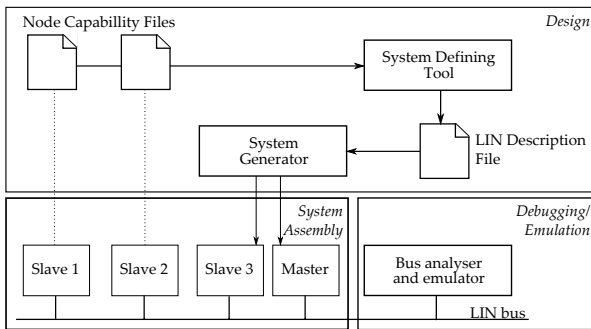 Node Capabillity Files
Design
System Defining
Tool
System
Generator
LIN Description
File
System
Assembly
Debugging/
Emulation
Slave 1
Slave 2
Slave 3
Master
Bus analyser
and emulator
LIN bus